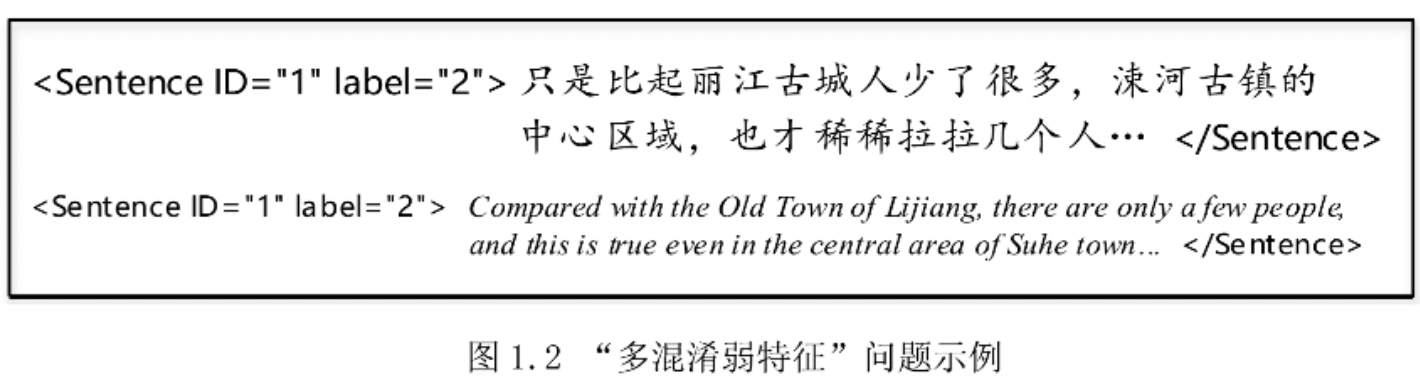 <Sentence ID="1" label="2"> 只是比起丽江古城人少了很多，涑河古镇的
中心区域，也才稀稀拉拉几个人… </Sentence>
<Sentence ID="1" label="2"> Compared with the Old Town of Lijiang, there are only a few people,
and this is true even in the central area of Suhe town... </Sentence>
图 1.2 “多混淆弱特征”问题示例